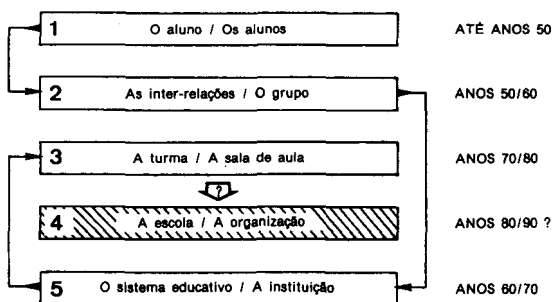 1 O aluno / Os alunos ATÉ ANOS 50
2 As inter-relações / O grupo ANOS 50/60
3 A turma / A sala de aula ANOS 70/80
?
4 A escola / A organização ANOS 80/90 ?
5 O sistema educativo / A instituição ANOS 60/70